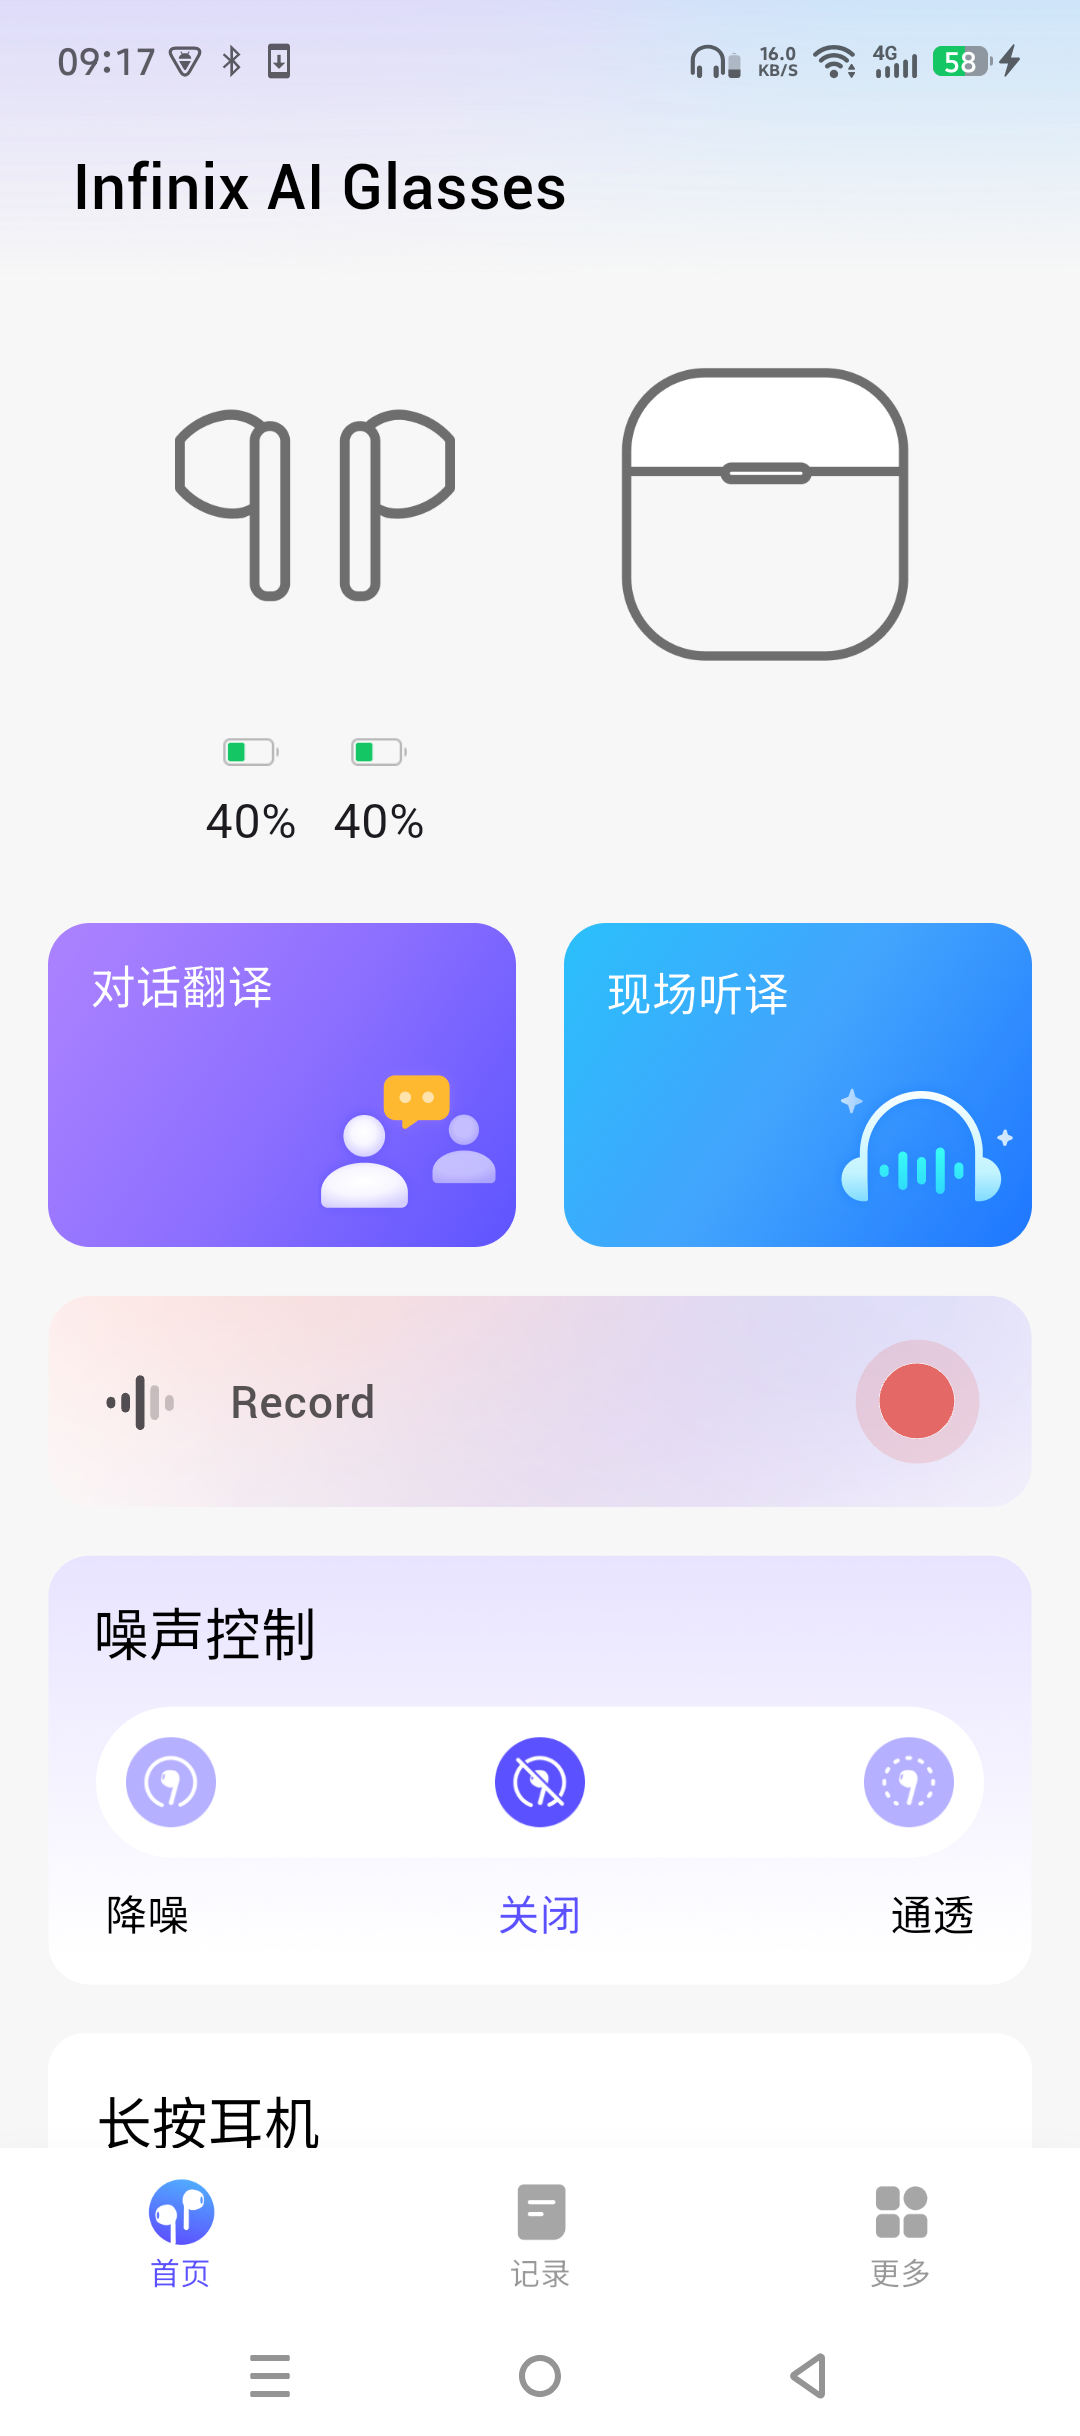 09:17
16.0
KB/S
4G
58
Infinix AI Glasses
40% 40%
对话翻译
现场听译
Record
噪声控制
降噪 关闭 通透
长按耳机
首页 记录 更多